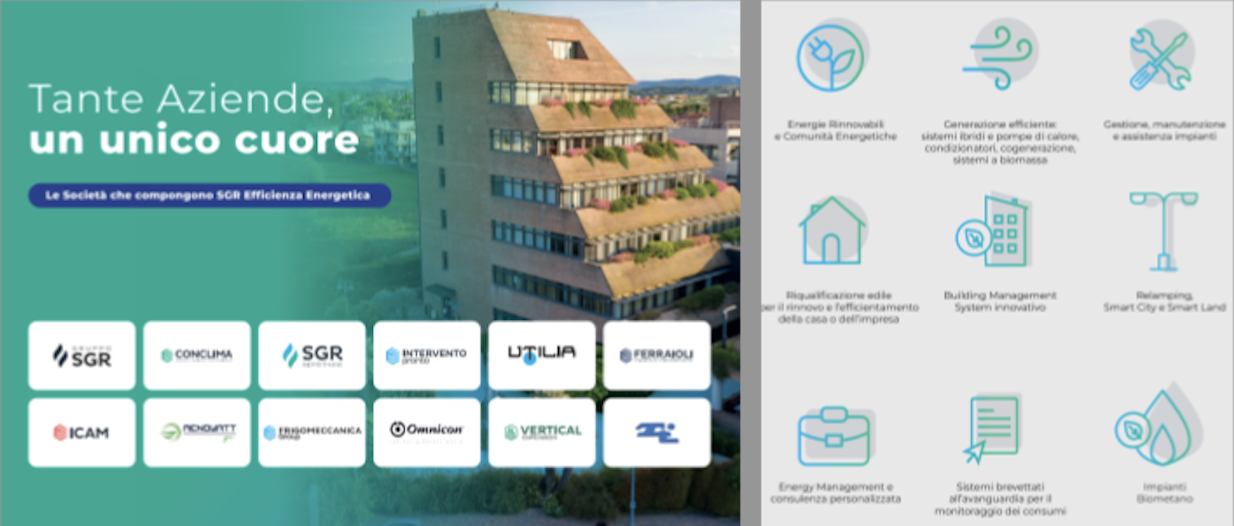 Tante Aziende,
un unico cuore
Le Società che compongono SGR Efficienza Energetica
GRUPPO
SGR
CONCLIMA
SGR
INTERVENTO
pronto
UTILIA
FERRAIOLI
ICAM
RENOVATT
FRIGOMECCANICA
Group
Omnicon
VERTICAL
Energie Rinnovabili
e Comunità Energetiche
Generazione efficiente:
sistemi ibridi e pompe di calore,
condizionatori, cogenerazione,
sistemi a biomassa
Gestione, manutenzione
e assistenza impianti
Riqualificazione edile
per il rinnovo e l'efficientamento
della casa o dell'impresa
Building Management
System innovativo
Relamping,
Smart City e Smart Land
Energy Management e
consulenza personalizzata
Sistemi brevettati
all'avanguardia per il
monitoraggio dei consumi
Impianti
Biometano